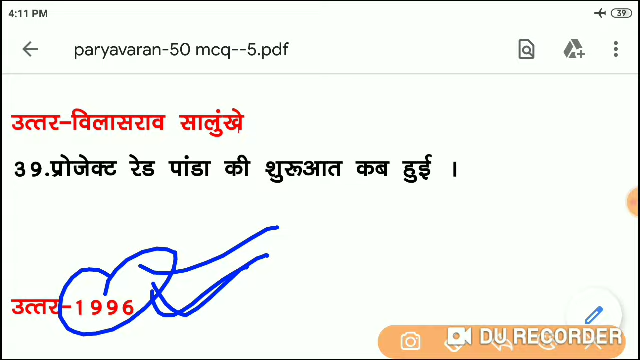 4:11 PM
39
paryavaran-50 mcq--5.pdf
उत्तर-विलासराव सालुंखे
39.प्रोजेक्ट रेड पांडा की शुरूआत कब हुई ।
उत्तर-1996
DU RECORDER